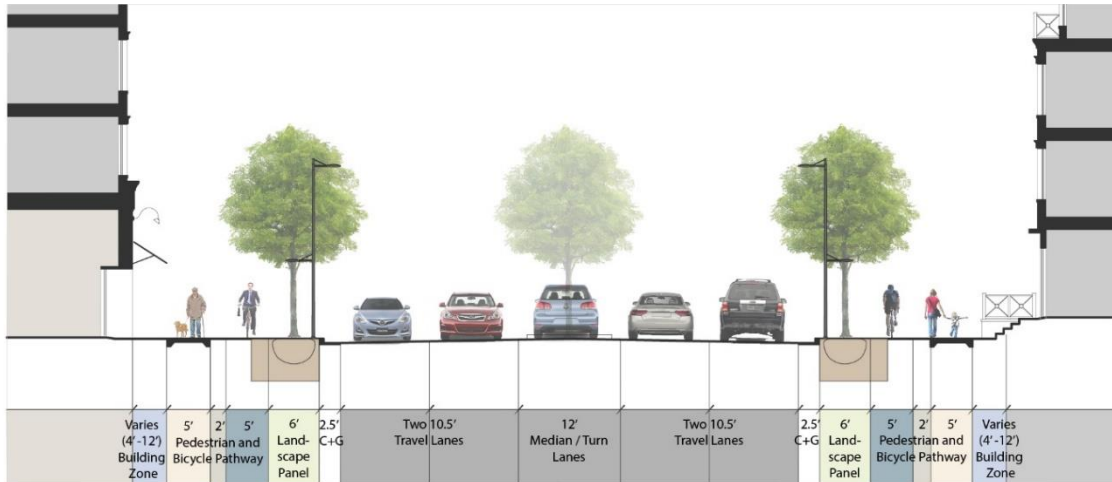 Varies
(4'-12')
Building
Zone
5' 2' 5'
Pedestrian and
Bicycle Pathway
6'
Land-
scape
Panel
2.5'
C+G
Two 10.5'
Travel Lanes
12'
Median / Turn
Lanes
Two 10.5'
Travel Lanes
2.5'
C+G
6'
Land-
scape
Panel
5' 2' 5'
Pedestrian and
Bicycle Pathway
Varies
(4'-12')
Building
Zone